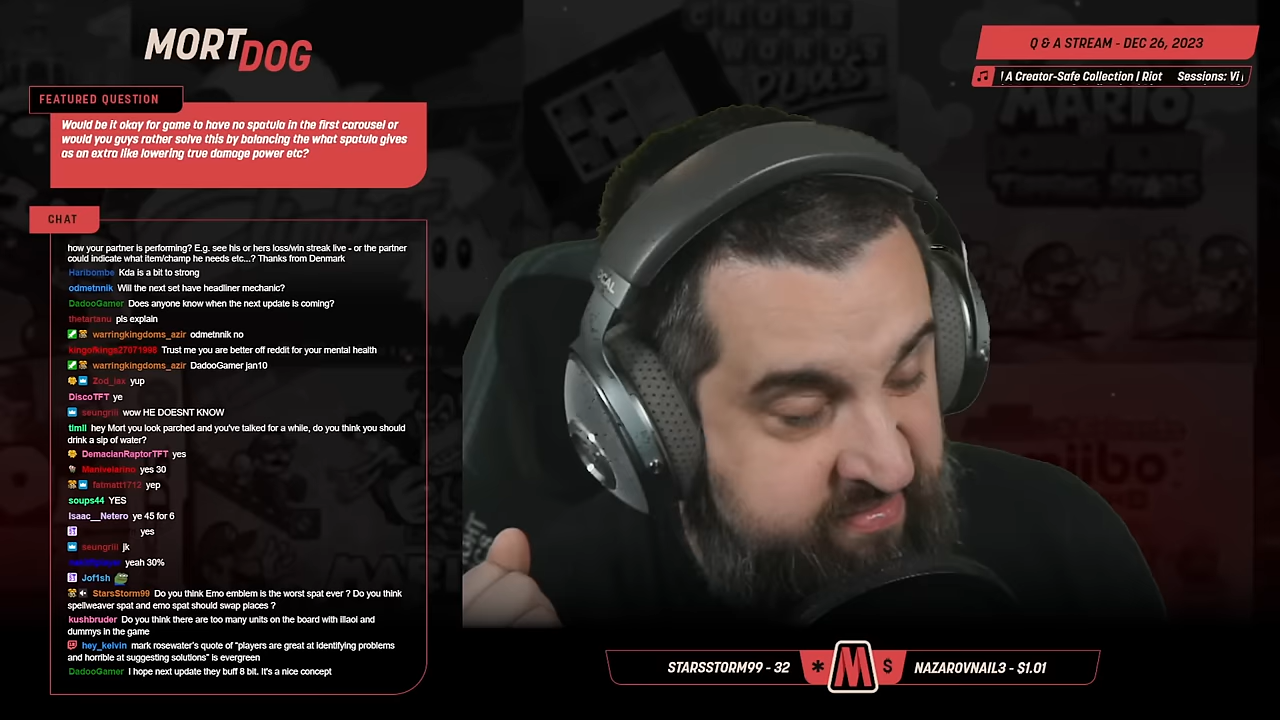 MORTDOG
FEATURED QUESTION
Would be it okay for game to have no spatula in the first carousel or
would you guys rather solve this by balancing the what spatula gives
as an extra like lowering true damage power etc?
CHAT
how your partner is performing? E.g. see his or hers loss/win streak live - or the partner
could indicate what item/champ he needs etc...? Thanks from Denmark
Haribombe Kda is a bit to strong
odmetnnik Will the next set have headliner mechanic?
DadooGamer Does anyone know when the next update is coming?
thetartanu pls explain
warringkingdoms_azir odmetnnik no
kingofkings27071996 Trust me you are better off reddit for your mental health
warringkingdoms_azir DadooGamer jan10
Zod_iax yup
DiscoTFT ye
seungriii wow HE DOESNT KNOW
timli hey Mort you look parched and you've talked for a while, do you think you should
drink a sip of water?
DemacianRaptorTFT yes
Manivelarino yes 30
fatmatt1712 yep
soups44 YES
Isaac__Netero ye 45 for 6
yes
seungriii jk
yeah 30%
Jof1sh
StarsStorm99 Do you think Emo emblem is the worst spat ever ? Do you think
spellweaver spat and emo spat should swap places ?
kushbruder Do you think there are too many units on the board with illaoi and
dummys in the game
hey_kelvin mark rosewater's quote of "players are great at identifying problems
and horrible at suggesting solutions" is evergreen
DadooGamer I hope next update they buff 8 bit. It's a nice concept
Q & A STREAM - DEC 26, 2023
! A Creator-Safe Collection | Riot Sessions: Vi
CROSS
WORDS
PLUS
MARIO
iibo
OCAL
STARSSTORM99 - 32
* M $
NAZAROVNAIL3 - $1.01